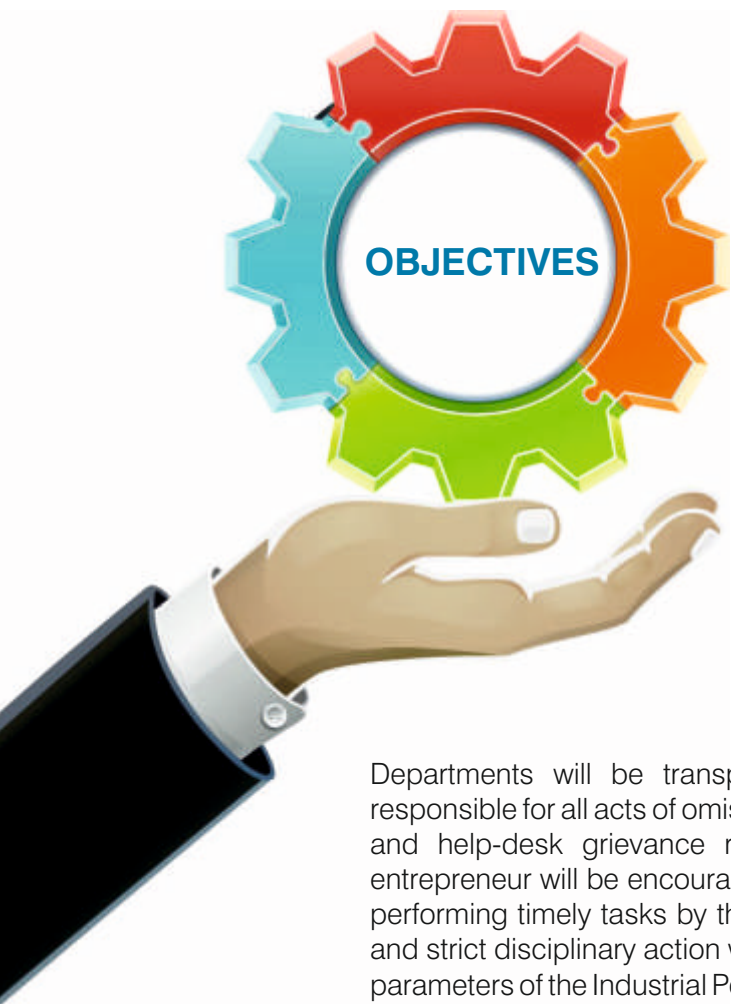 OBJECTIVES
Departments will be
responsible for all acts of
and help-desk grievance
entrepreneur will be
performing timely tasks by
and strict disciplinary action
parameters of the Industrial